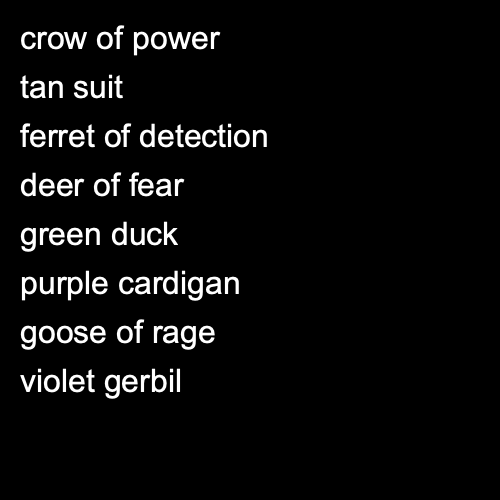 crow of power
tan suit
ferret of detection
deer of fear
green duck
purple cardigan
goose of rage
violet gerbil